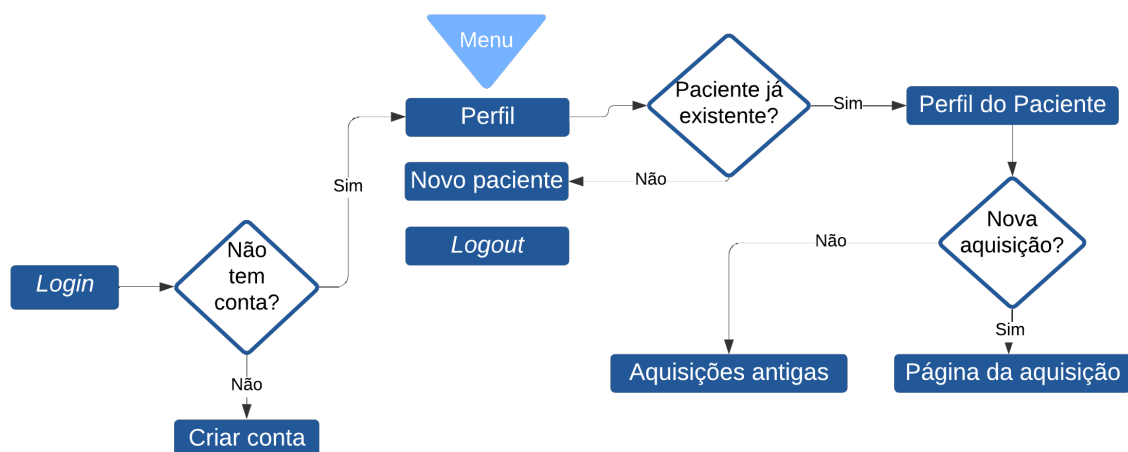 Menu
Perfil
Paciente já
existente?
Sim
Perfil do Paciente
Sim
Novo paciente
Não
Nova
aquisição?
Não
Logout
Não
tem
conta?
Login
Sim
Aquisições antigas
Página da aquisição
Não
Criar conta